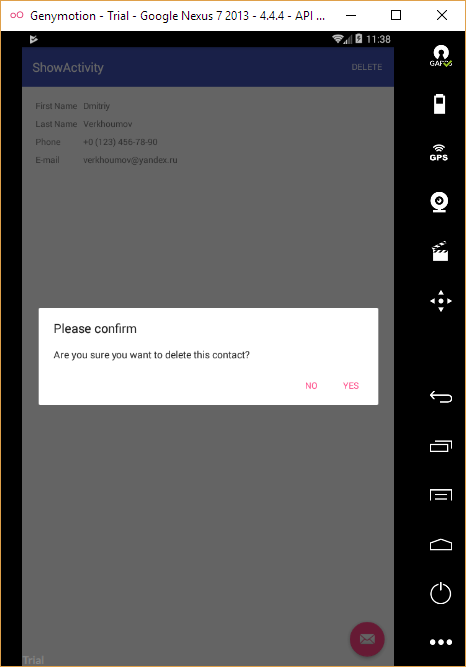 Genymotion - Trial - Google Nexus 7 2013 - 4.4.4 - API ...
11:38
ShowActivity
DELETE
First Name Dmitriy
Last Name Verkhoumov
Phone +0 (123) 456-78-90
E-mail verkhoumov@yandex.ru
Please confirm
Are you sure you want to delete this contact?
NO YES
Trial
GAPPS
GPS